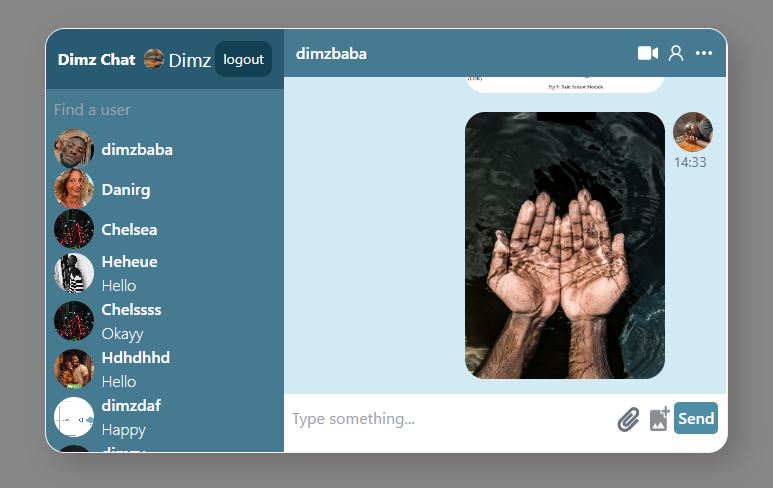 Dimz Chat
Dimz
logout
Find a user
dimzbaba
Danirg
Chelsea
Heheue
Hello
Chelssss
Okayy
Hdhdhhd
Hello
dimzdaf
Happy
dimzbaba
(LDR)
Fig 5: Rain Sensor Module
14:33
Type something...
Send